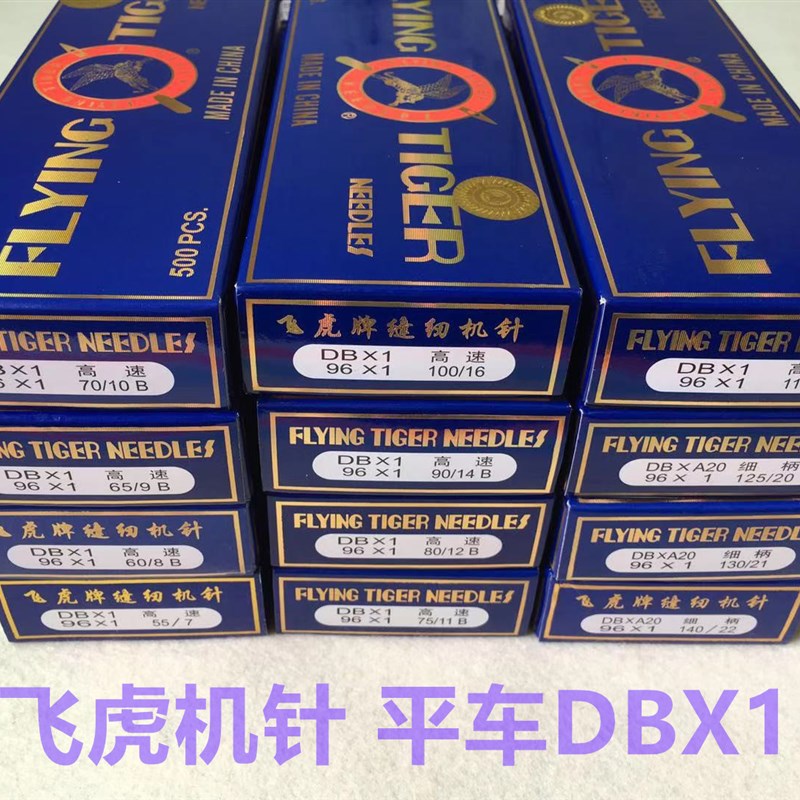 FLYING TIGER
MADE IN CHINA
®
500 PCS.
FLYING TIGER
NEEDLES
MADE IN CHINA
®
FLYING TIGER
MADE IN CHINA
TIGER NEEDLES
DB×1 高速
96 ×1 70/10 B
TIGER NEEDLES
DB×1 高速
96 ×1 65/9 B
飞虎牌缝纫机针
DB×1 高速
96 ×1 60/8 B
飞虎牌缝纫机针
DB×1 高速
96×1 55/7
飞虎牌缝纫机针
DB×1 高速
96 ×1 100/16
FLYING TIGER NEEDLES
DB×1 高速
96 ×1 90/14 B
FLYING TIGER NEEDLES
DB×1 高速
96 ×1 80/12 B
FLYING TIGER NEEDLES
DB×1 高速
96 ×1 75/11 B
FLYING TIGER
DB×1 高速
96 ×1 11
FLYING TIGER NEE
DB×A20 细柄
96 × 1 125/20
FLYING TIGER NEEDL
DB×A20 细柄
96 × 1 130/21
飞虎牌缝纫机针
DB×A20 细柄
96×1 140/22
飞虎机针 平车DBX1